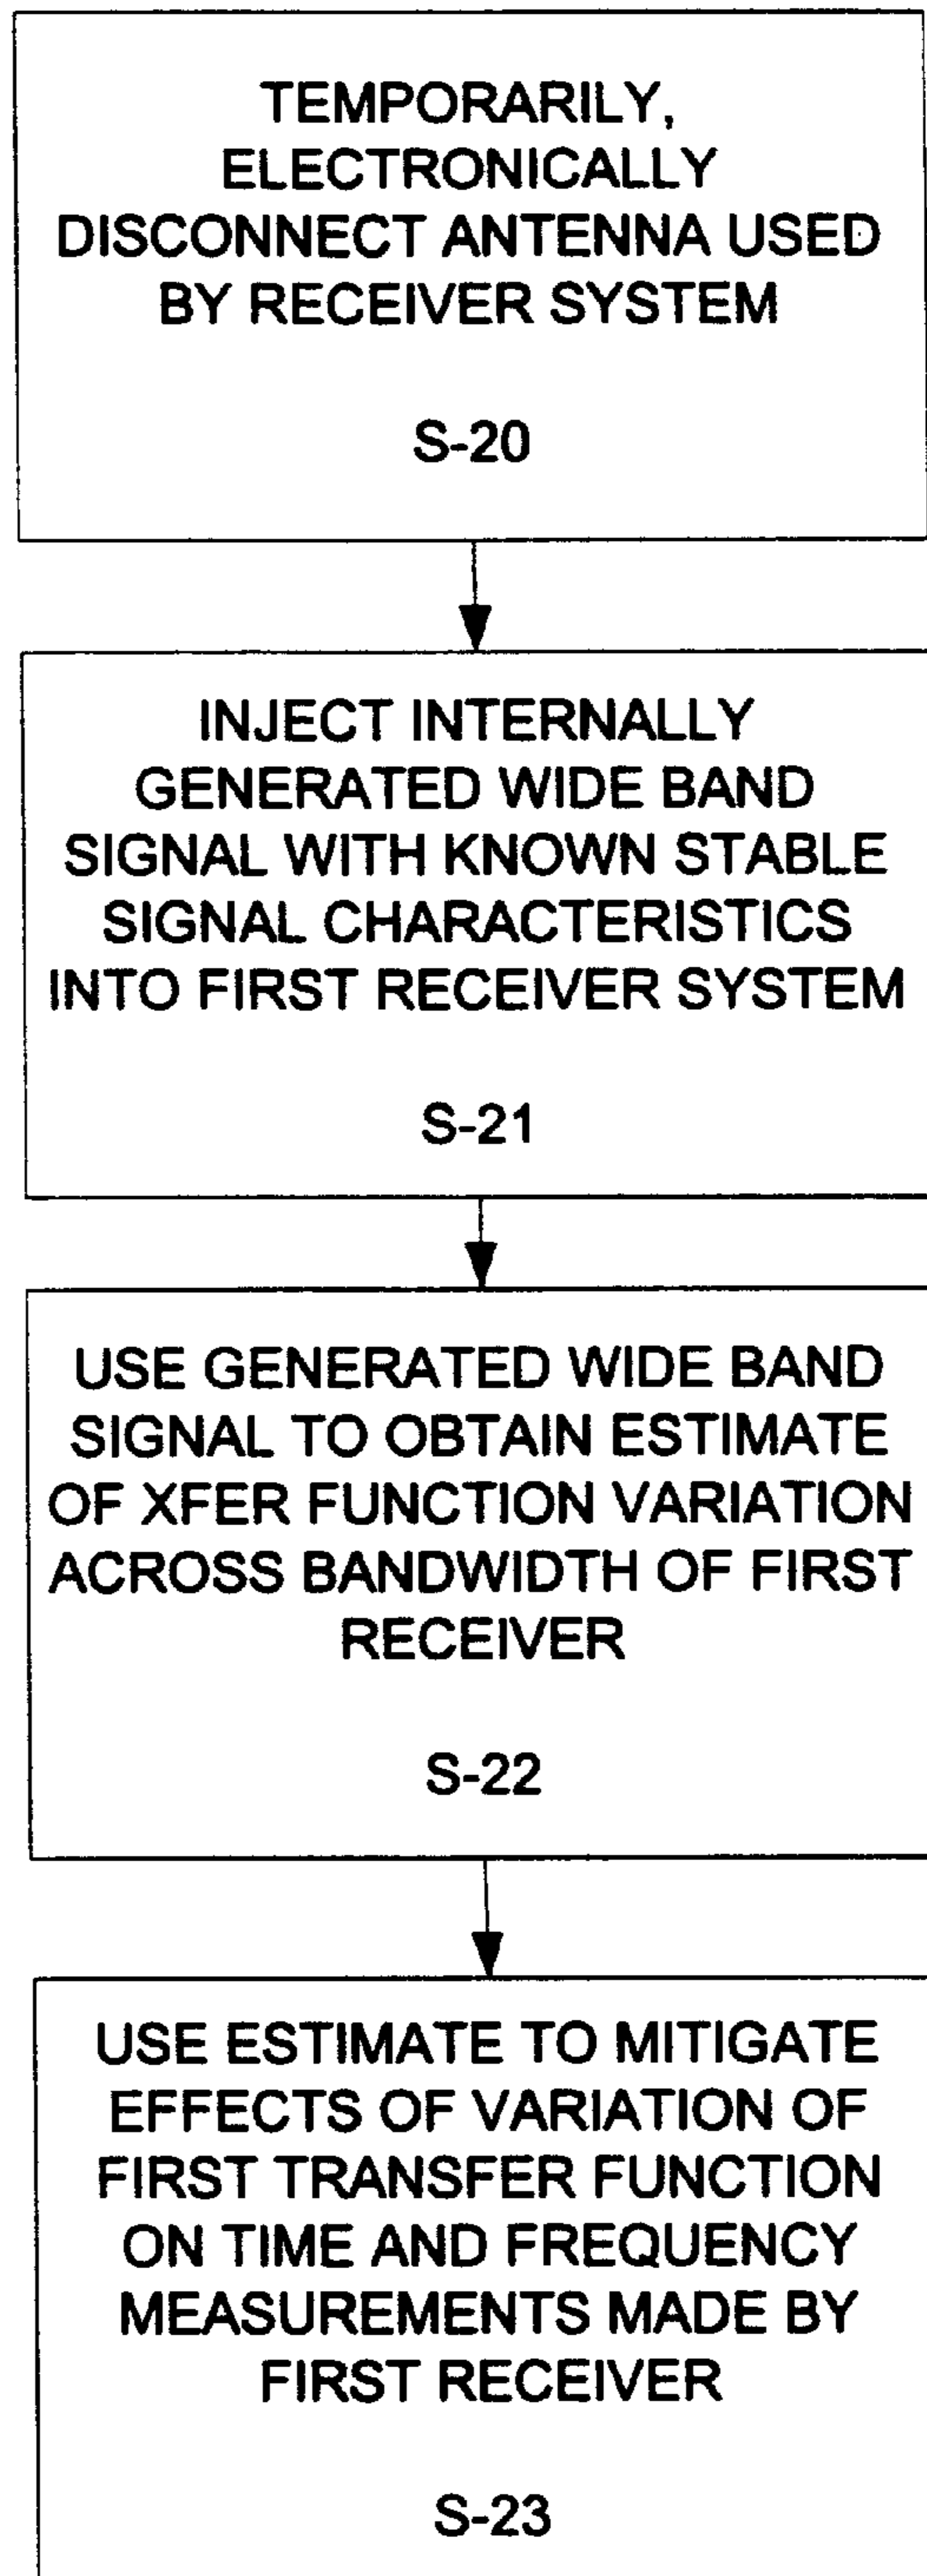 TEMPORARILY,
ELECTRONICALLY
DISCONNECT ANTENNA USED
BY RECEIVER SYSTEM
S-20
INJECT INTERNALLY
GENERATED WIDE BAND
SIGNAL WITH KNOWN STABLE
SIGNAL CHARACTERISTICS
INTO FIRST RECEIVER SYSTEM
S-21
USE GENERATED WIDE BAND
SIGNAL TO OBTAIN ESTIMATE
OF XFER FUNCTION VARIATION
ACROSS BANDWIDTH OF FIRST
RECEIVER
S-22
USE ESTIMATE TO MITIGATE
EFFECTS OF VARIATION OF
FIRST TRANSFER FUNCTION
ON TIME AND FREQUENCY
MEASUREMENTS MADE BY
FIRST RECEIVER
S-23